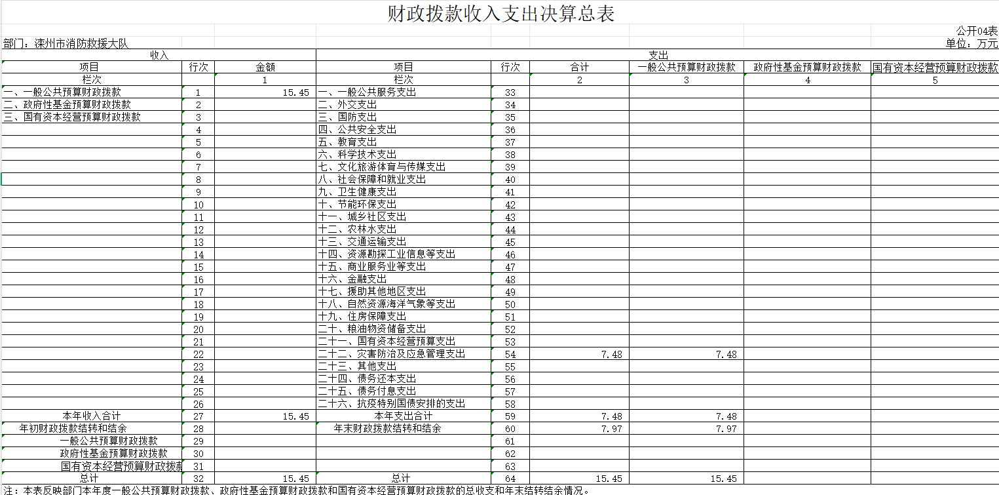 财政拨款收入支出决算总表
公开04表
部门：滦州市消防救援大队 单位：万元
收入 支出
项目 行次 金额 项目 行次 合计 一般公共预算财政拨款 政府性基金预算财政拨款 国有资本经营预算财政拨款
栏次 1 栏次 2 3 4 5
一、一般公共预算财政拨款 1 15.45 一、一般公共服务支出 33
二、政府性基金预算财政拨款 2 二、外交支出 34
三、国有资本经营预算财政拨款 3 三、国防支出 35
4 四、公共安全支出 36
5 五、教育支出 37
6 六、科学技术支出 38
7 七、文化旅游体育与传媒支出 39
8 八、社会保障和就业支出 40
9 九、卫生健康支出 41
10 十、节能环保支出 42
11 十一、城乡社区支出 43
12 十二、农林水支出 44
13 十三、交通运输支出 45
14 十四、资源勘探工业信息等支出 46
15 十五、商业服务业等支出 47
16 十六、金融支出 48
17 十七、援助其他地区支出 49
18 十八、自然资源海洋气象等支出 50
19 十九、住房保障支出 51
20 二十、粮油物资储备支出 52
21 二十一、国有资本经营预算支出 53
22 二十二、灾害防治及应急管理支出 54 7.48 7.48
23 二十三、其他支出 55
24 二十四、债务还本支出 56
25 二十五、债务付息支出 57
26 二十六、抗疫特别国债安排的支出 58
本年收入合计 27 15.45 本年支出合计 59 7.48 7.48
年初财政拨款结转和结余 28 年末财政拨款结转和结余 60 7.97 7.97
一般公共预算财政拨款 29 61
政府性基金预算财政拨款 30 62
国有资本经营预算财政拨款 31 63
总计 32 15.45 总计 64 15.45 15.45
注：本表反映部门本年度一般公共预算财政拨款、政府性基金预算财政拨款和国有资本经营预算财政拨款的总收支和年末结转结余情况。